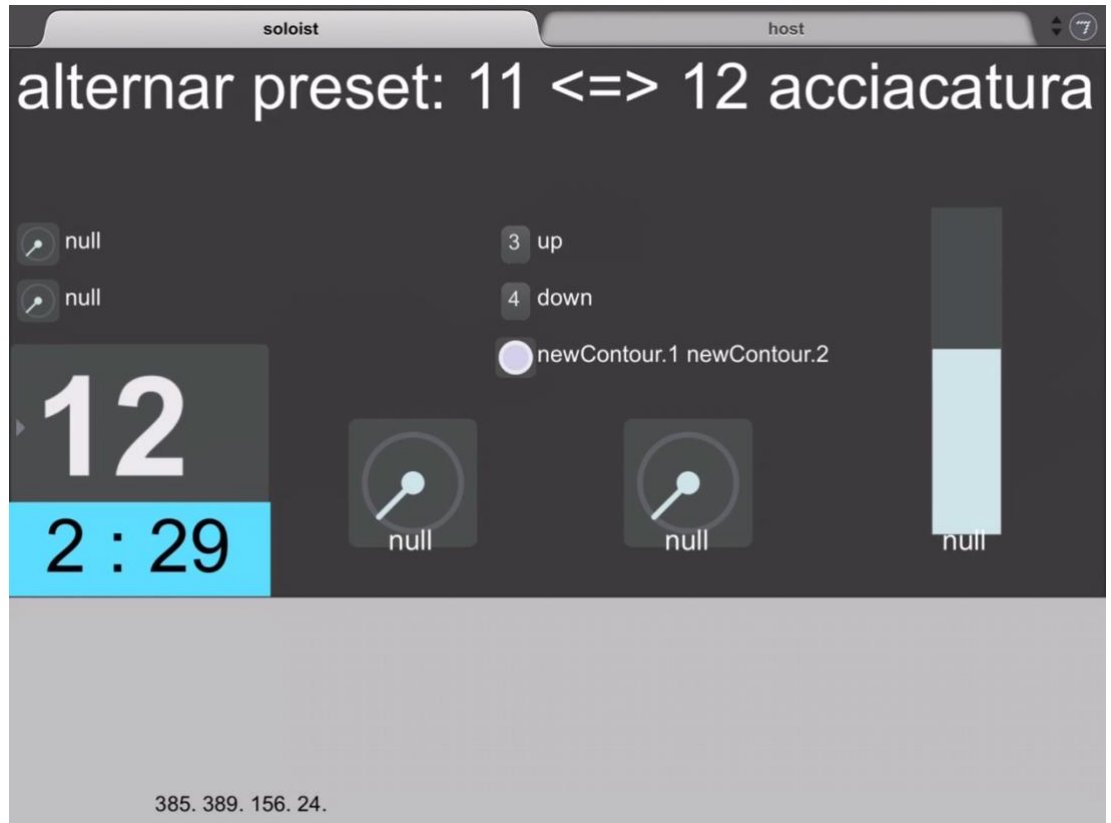 soloist host
alternar preset: 11 <=> 12 acciacatura
null
3 up
null
4 down
newContour.1 newContour.2
12
2 : 29
null
null
null
385. 389. 156. 24.